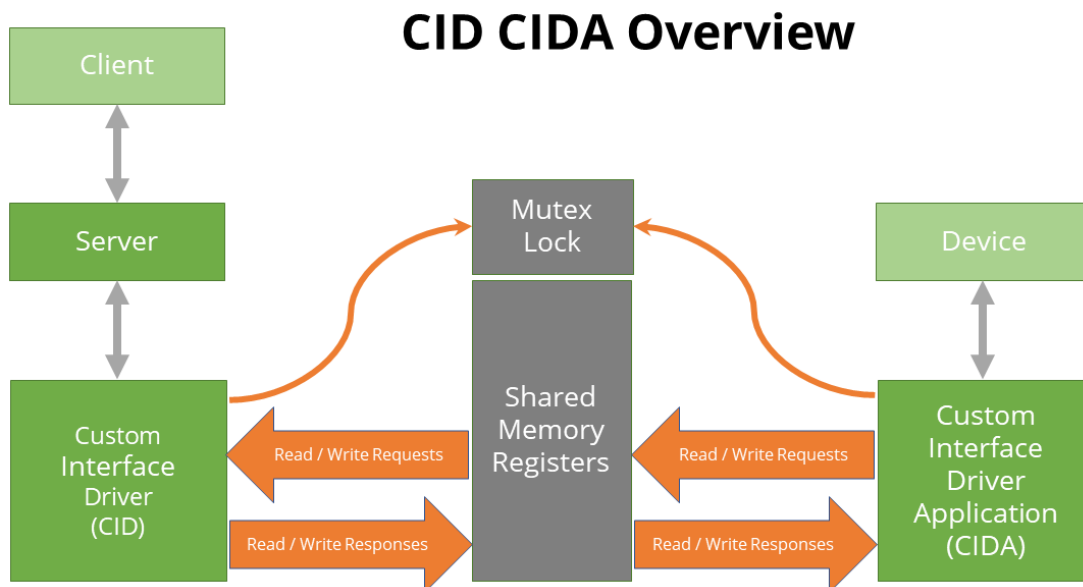 CID CIDA Overview
Client
Server
Mutex
Lock
Device
Custom
Interface
Driver
(CID)
Shared
Memory
Registers
Custom
Interface
Driver
Application
(CIDA)
Read / Write Requests
Read / Write Requests
Read / Write Responses
Read / Write Responses